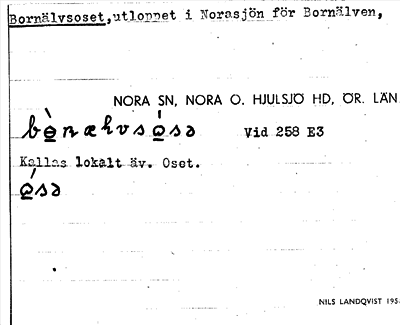 Bornälvsoset,utloppet i Norasjön för Bornälven,
NORA SN, NORA O. HJULSJÖ HD, ÖR. LÄN
Vid 258 E3
Kallas lokalt äv. Oset.
NILS LANDQVIST 195